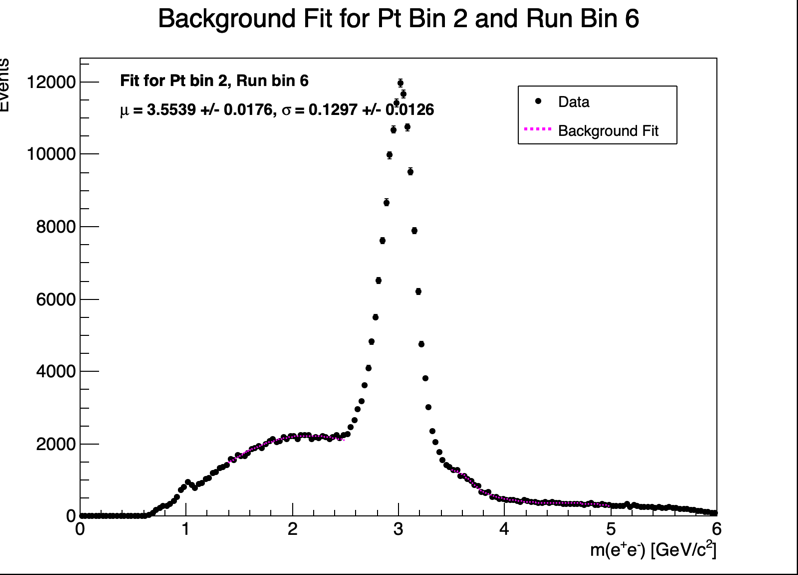 Background Fit for Pt Bin 2 and Run Bin 6
Events
Fit for Pt bin 2, Run bin 6
μ = 3.5539 +/- 0.0176, σ = 0.1297 +/- 0.0126
Data
Background Fit
12000
10000
8000
6000
4000
2000
0
0 1 2 3 4 5 6
m(e⁺e⁻) [GeV/c²]